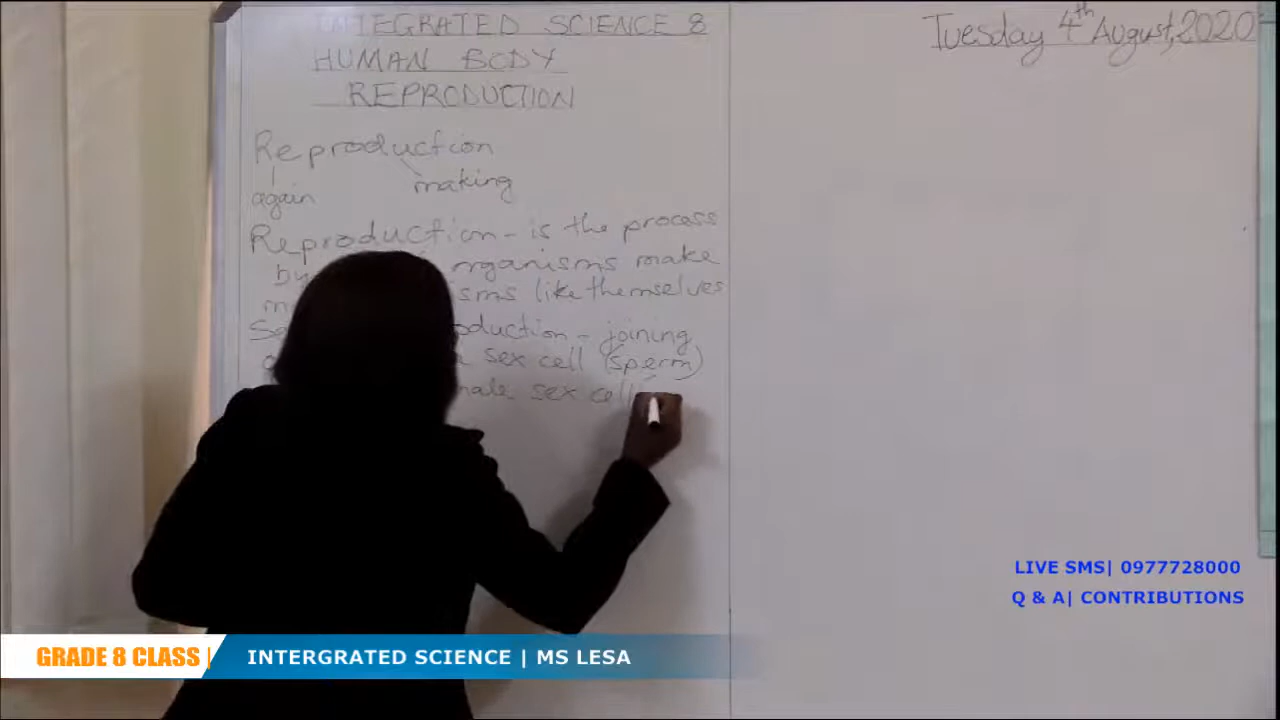 INTEGRATED SCIENCE 8
Tuesday 4th August, 2020
HUMAN BODY
REPRODUCTION
Reproduction
again making
Reproduction - is the process
organisms make
like themselves
- joining
sex cell (sperm)
sex cell
LIVE SMS| 0977728000
Q & A| CONTRIBUTIONS
GRADE 8 CLASS |
INTERGRATED SCIENCE | MS LESA